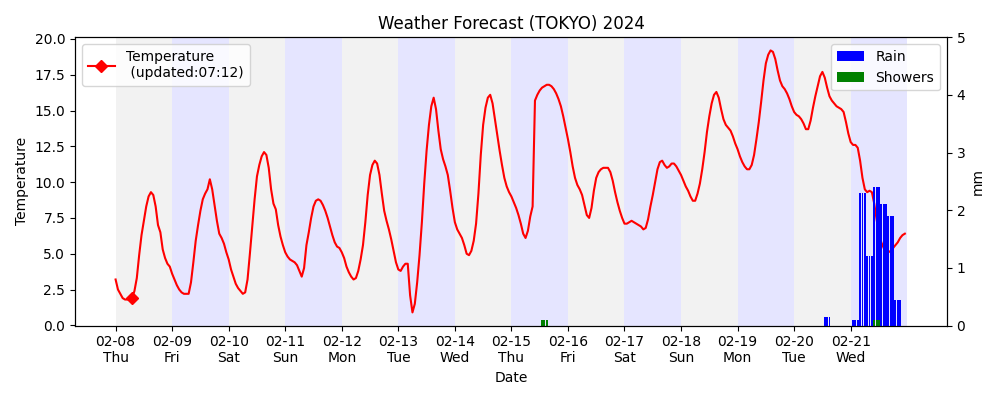 Weather Forecast (TOKYO) 2024
Temperature
(updated:07:12)
Rain
Showers
Temperature
20.0
17.5
15.0
12.5
10.0
7.5
5.0
2.5
0.0
5
4
3
2
1
0
mm
02-08 02-09 02-10 02-11 02-12 02-13 02-14 02-15 02-16 02-17 02-18 02-19 02-20 02-21
Thu Fri Sat Sun Mon Tue Wed Thu Fri Sat Sun Mon Tue Wed
Date